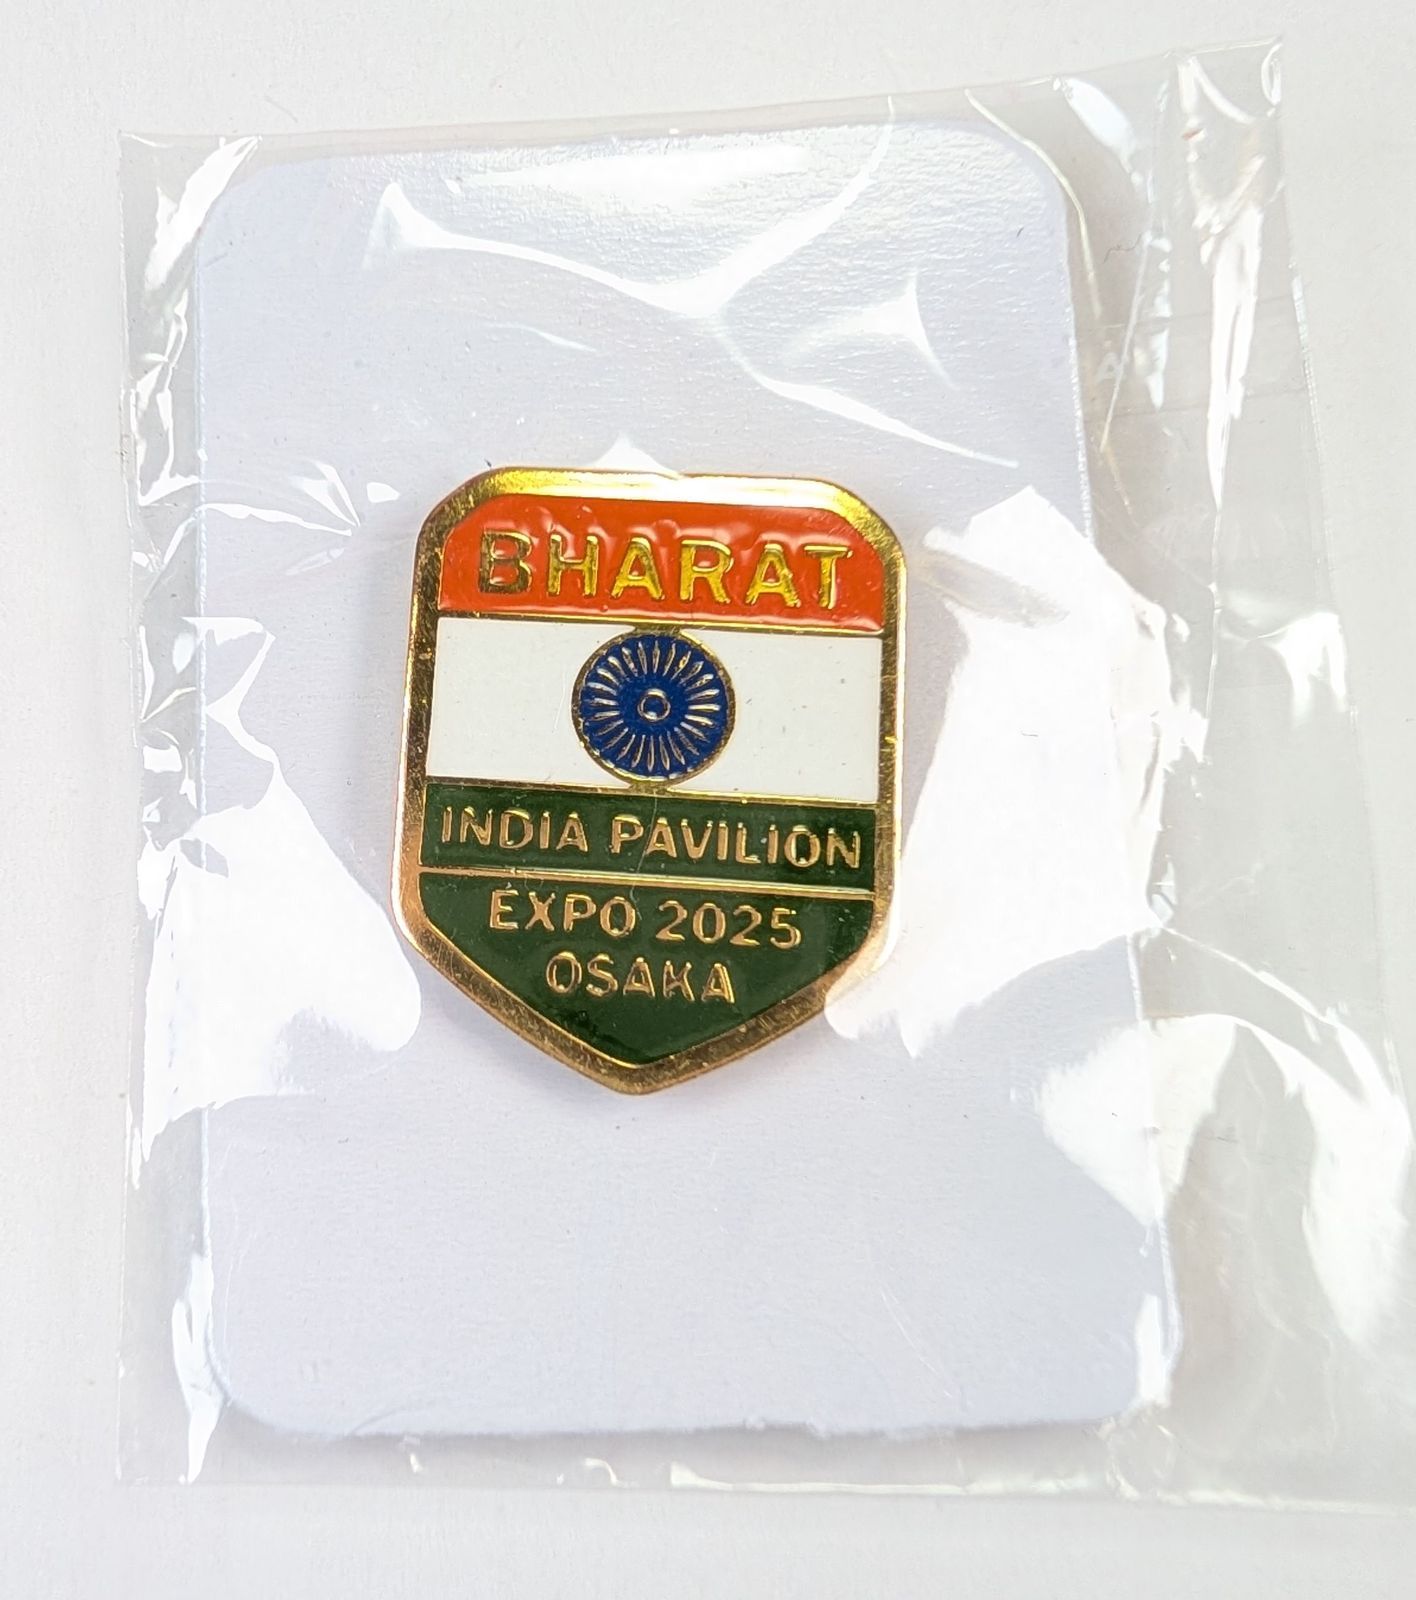 BHARAT
INDIA PAVILION
EXPO 2025
OSAKA